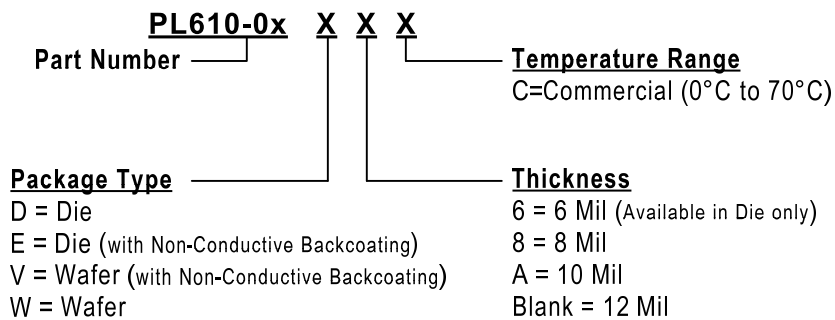 PL610-0x X X X
Part Number
Temperature Range
C=Commercial (0°C to 70°C)
Package Type
D = Die
E = Die (with Non-Conductive Backcoating)
V = Wafer (with Non-Conductive Backcoating)
W = Wafer
Thickness
6 = 6 Mil (Available in Die only)
8 = 8 Mil
A = 10 Mil
Blank = 12 Mil